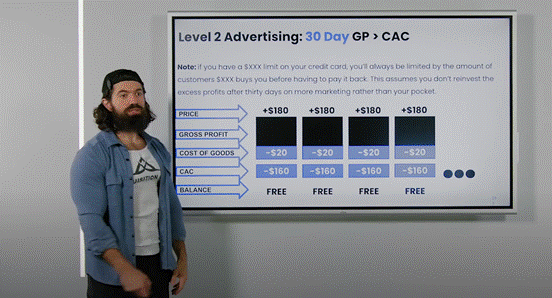 Level 2 Advertising: 30 Day GP > CAC
Note: If you have a $XXX limit on your credit card, you'll always be limited by the amount of
customers $XXX buys you before having to pay it back. This assumes you don't reinvest the
excess profits after thirty days on more marketing rather than your pocket.
PRICE +$180 +$180 +$180 +$180
GROSS PROFIT
COST OF GOODS -$20 -$20 -$20 -$20
CAC -$160 -$160 -$160 -$160
BALANCE FREE FREE FREE FREE